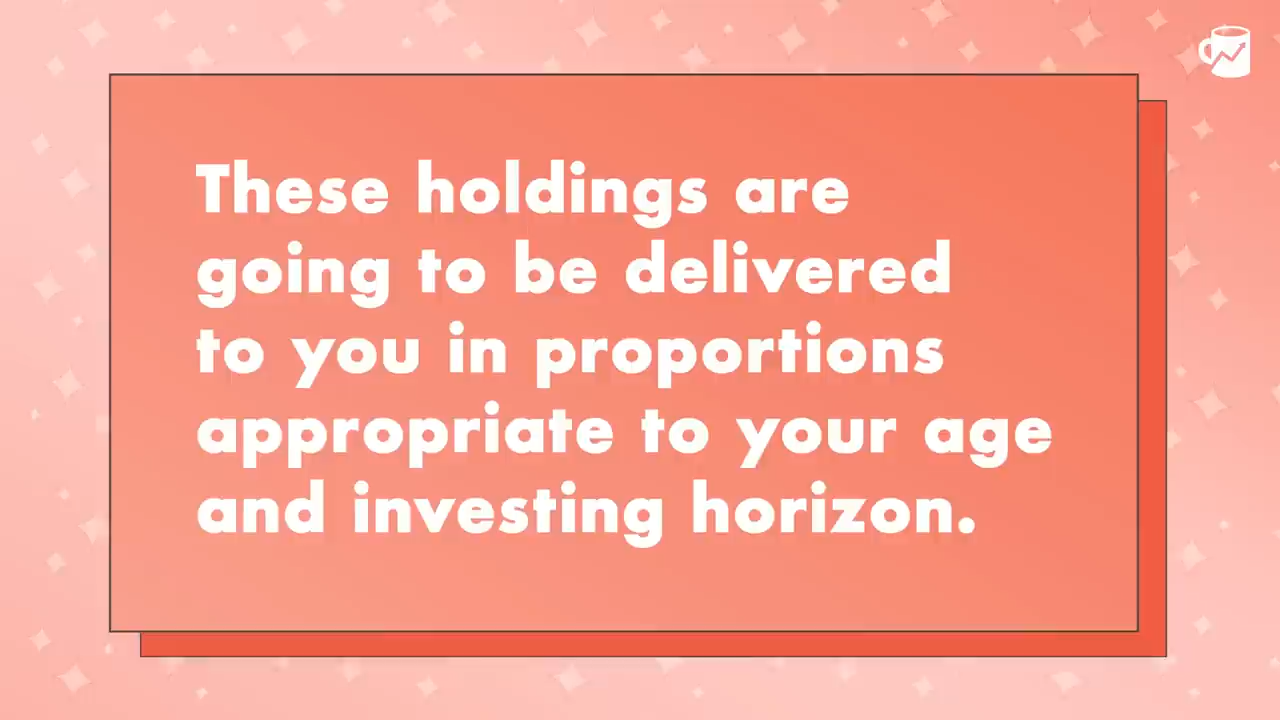 These holdings are
going to be delivered
to you in proportions
appropriate to your age
and investing horizon.